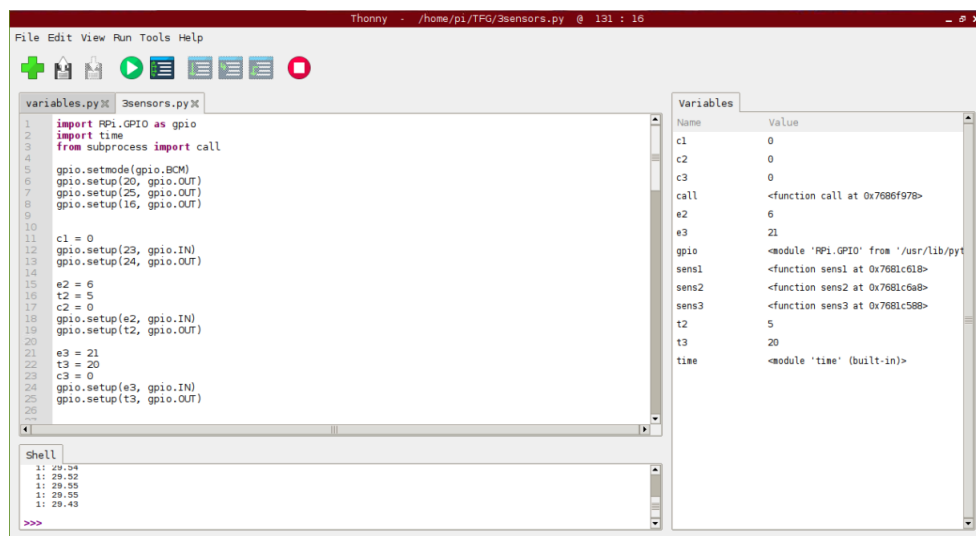 Thonny - /home/pi/TFG/3sensors.py @ 131 : 16
File Edit View Run Tools Help
variables.py
3sensors.py
1 import RPi.GPIO as gpio
2 import time
3 from subprocess import call
4
5 gpio.setmode(gpio.BCM)
6 gpio.setup(20, gpio.OUT)
7 gpio.setup(25, gpio.OUT)
8 gpio.setup(16, gpio.OUT)
9
10
11 c1 = 0
12 gpio.setup(23, gpio.IN)
13 gpio.setup(24, gpio.OUT)
14
15 e2 = 6
16 t2 = 5
17 c2 = 0
18 gpio.setup(e2, gpio.IN)
19 gpio.setup(t2, gpio.OUT)
20
21 e3 = 21
22 t3 = 20
23 c3 = 0
24 gpio.setup(e3, gpio.IN)
25 gpio.setup(t3, gpio.OUT)
26
Shell
1: 29.54
1: 29.52
1: 29.55
1: 29.55
1: 29.43
>>>
Variables
Name Value
c1 0
c2 0
c3 0
call <function call at 0x7686f978>
e2 6
e3 21
gpio <module 'RPi.GPIO' from '/usr/lib/pyt
sens1 <function sens1 at 0x7681c618>
sens2 <function sens2 at 0x7681c6a8>
sens3 <function sens3 at 0x7681c588>
t2 5
t3 20
time <module 'time' (built-in)>